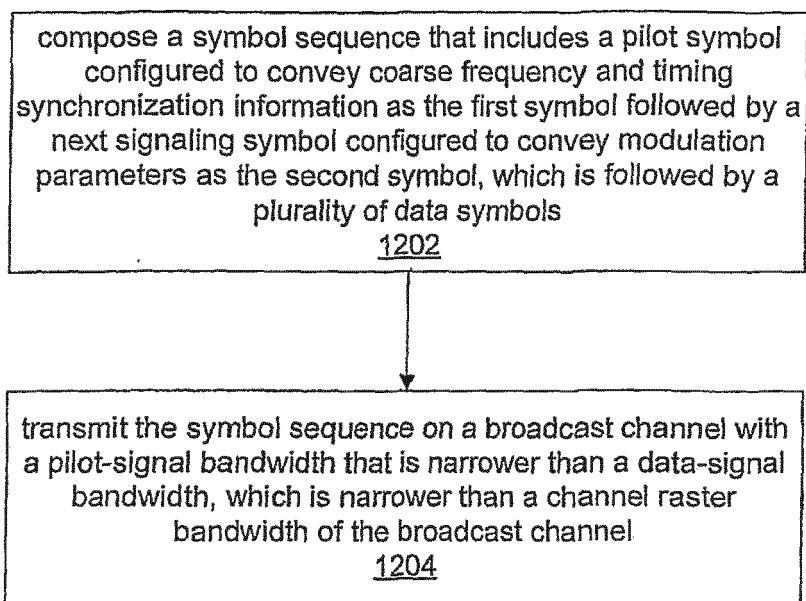 compose a symbol sequence that includes a pilot symbol
configured to convey coarse frequency and timing
synchronization information as the first symbol followed by a
next signaling symbol configured to convey modulation
parameters as the second symbol, which is followed by a
plurality of data symbols
1202
transmit the symbol sequence on a broadcast channel with
a pilot-signal bandwidth that is narrower than a data-signal
bandwidth, which is narrower than a channel raster
bandwidth of the broadcast channel
1204